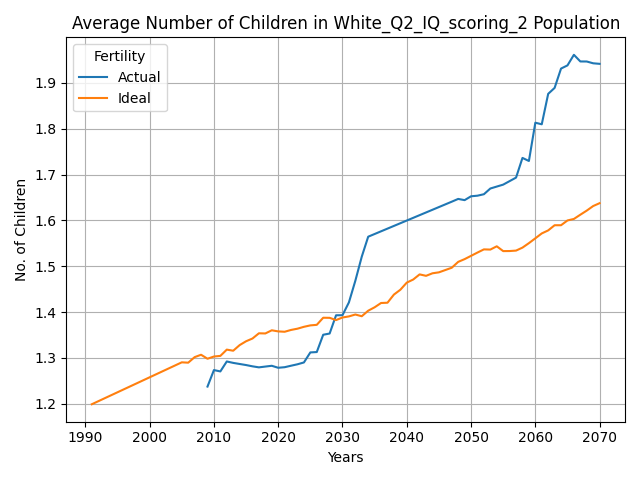 Average Number of Children in White_Q2_IQ_scoring_2 Population
Fertility
Actual
Ideal
No. of Children
1.9
1.8
1.7
1.6
1.5
1.4
1.3
1.2
1990 2000 2010 2020 2030 2040 2050 2060 2070
Years